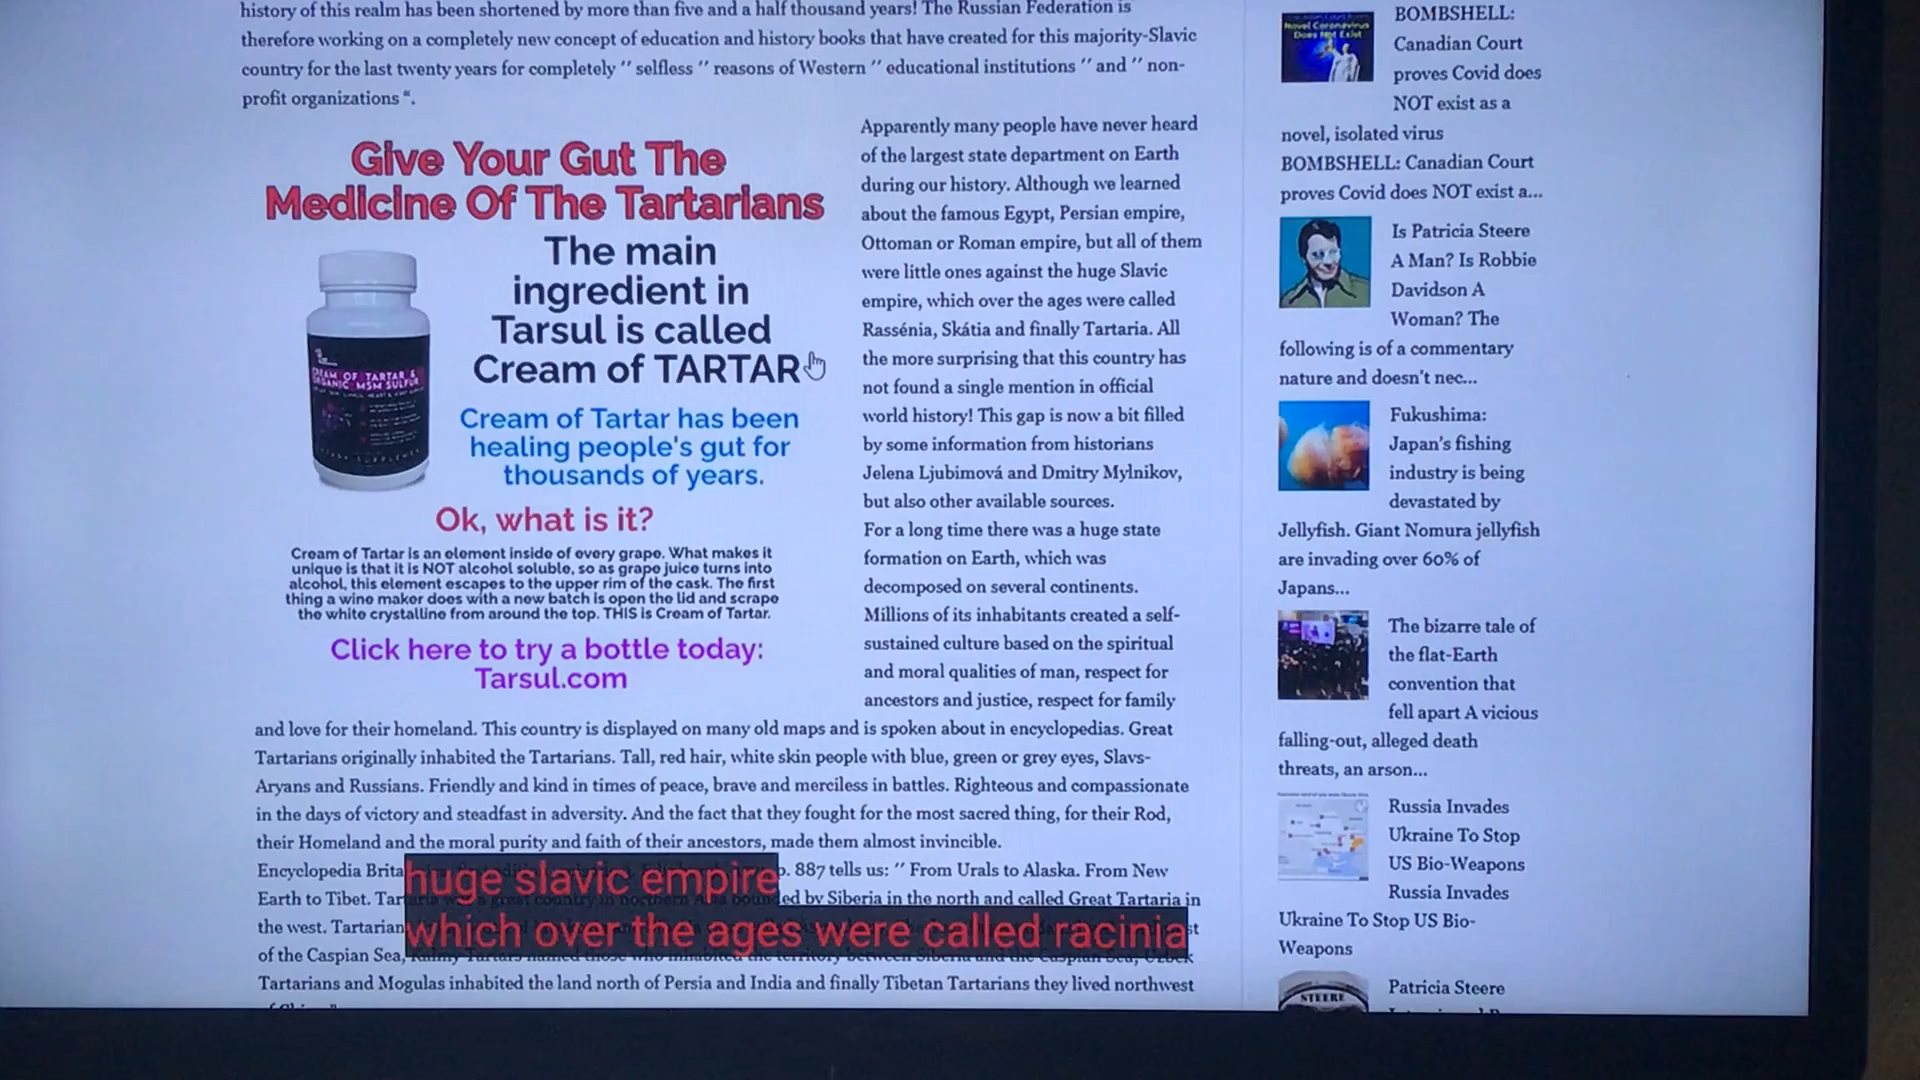 history of this realm has been shortened by more than five and a half thousand years! The Russian Federation is
therefore working on a completely new concept of education and history books that have created for this majority-Slavic
country for the last twenty years for completely " selfless " reasons of Western " educational institutions " and " non-
profit organizations “.
Give Your Gut The
Medicine Of The Tartarians
The main
ingredient in
Tarsul is called
Cream of TARTAR
CREAM OF TARTAR &
ORGANIC MSM SULFUR
Cream of Tartar has been
healing people's gut for
thousands of years.
Ok, what is it?
Cream of Tartar is an element inside of every grape. What makes it
unique is that it is NOT alcohol soluble, so as grape juice turns into
alcohol, this element escapes to the upper rim of the cask. The first
thing a wine maker does with a new batch is open the lid and scrape
the white crystalline from around the top. THIS is Cream of Tartar.
Click here to try a bottle today:
Tarsul.com
Apparently many people have never heard
of the largest state department on Earth
during our history. Although we learned
about the famous Egypt, Persian empire,
Ottoman or Roman empire, but all of them
were little ones against the huge Slavic
empire, which over the ages were called
Rassénia, Skátia and finally Tartaria. All
the more surprising that this country has
not found a single mention in official
world history! This gap is now a bit filled
by some information from historians
Jelena Ljubimová and Dmitry Mylnikov,
but also other available sources.
For a long time there was a huge state
formation on Earth, which was
decomposed on several continents.
Millions of its inhabitants created a self-
sustained culture based on the spiritual
and moral qualities of man, respect for
ancestors and justice, respect for family
and love for their homeland. This country is displayed on many old maps and is spoken about in encyclopedias. Great
Tartarians originally inhabited the Tartarians. Tall, red hair, white skin people with blue, green or grey eyes, Slavs-
Aryans and Russians. Friendly and kind in times of peace, brave and merciless in battles. Righteous and compassionate
in the days of victory and steadfast in adversity. And the fact that they fought for the most sacred thing, for their Rod,
their Homeland and the moral purity and faith of their ancestors, made them almost invincible.
Encyclopedia Brita p. 887 tells us: " From Urals to Alaska. From New
Earth to Tibet. Tar ed by Siberia in the north and called Great Tartaria in
the west. Tartarian st
of the Caspian Sea,
Tartarians and Mogulas inhabited the land north of Persia and India and finally Tibetan Tartarians they lived northwest
huge slavic empire
which over the ages were called racinia
Novel Coronavirus
Does Not Exist
BOMBSHELL:
Canadian Court
proves Covid does
NOT exist as a
novel, isolated virus
BOMBSHELL: Canadian Court
proves Covid does NOT exist a...
Is Patricia Steere
A Man? Is Robbie
Davidson A
Woman? The
following is of a commentary
nature and doesn't nec...
Fukushima:
Japan's fishing
industry is being
devastated by
Jellyfish. Giant Nomura jellyfish
are invading over 60% of
Japans...
The bizarre tale of
the flat-Earth
convention that
fell apart A vicious
falling-out, alleged death
threats, an arson...
Russia Invades
Ukraine To Stop
US Bio-Weapons
Russia Invades
Ukraine To Stop US Bio-
Weapons
STEERE
Patricia Steere